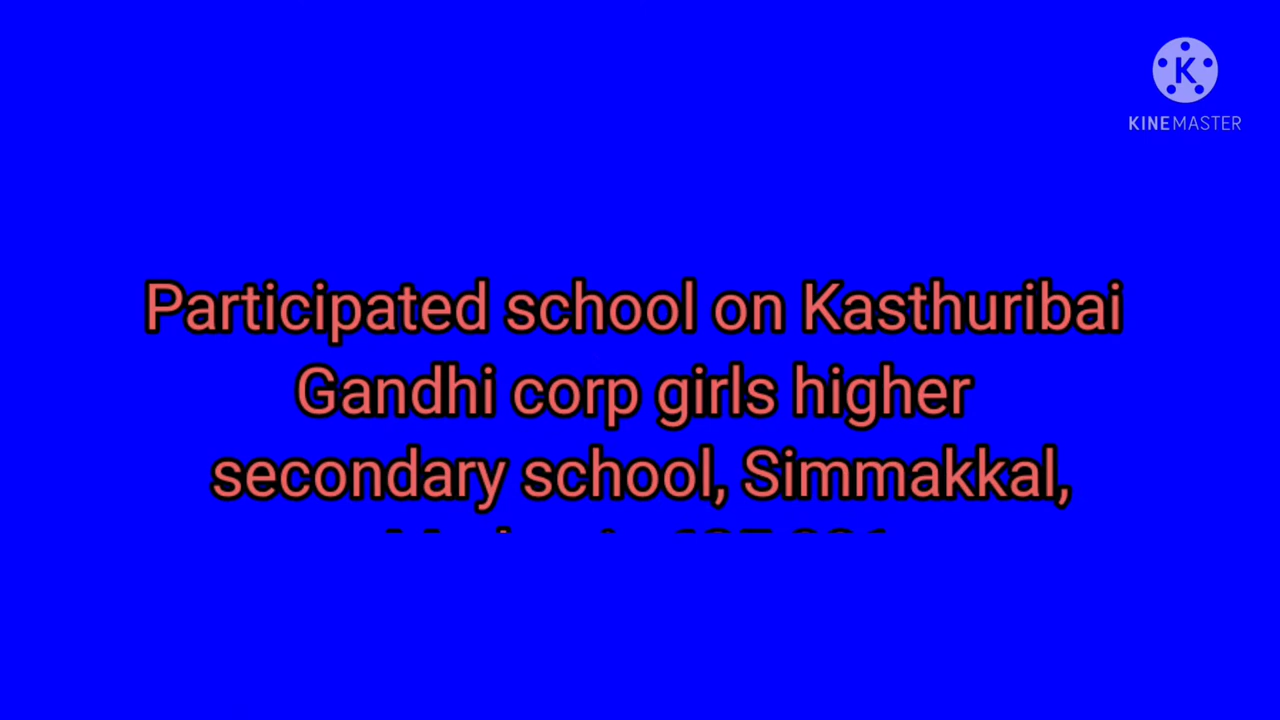 K
KINEMASTER
Participated school on Kasthuribai
Gandhi corp girls higher
secondary school, Simmakkal,